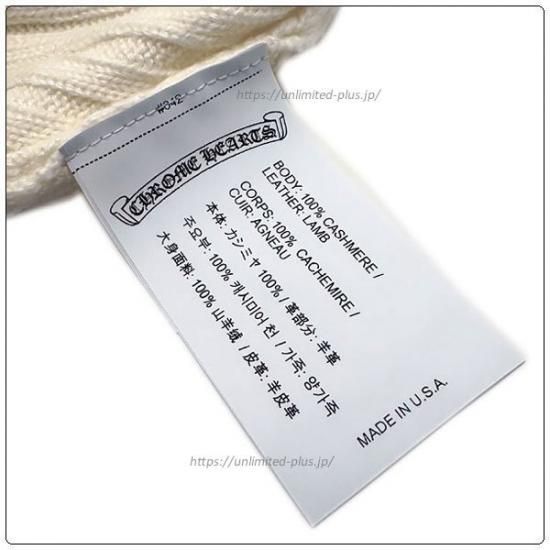 https://unlimited-plus.jp/
CHROME HEARTS
BODY: 100% CASHMERE /
LEATHER: LAMB
CORPS: 100% CACHEMIRE /
CUIR: AGNEAU
本体: カシミヤ 100% / 革部分: 羊革
주요부: 100% 캐시미어 천 / 가죽: 양가죽
大身面料: 100% 山羊绒 / 皮革: 羊皮革
MADE IN U.S.A.
https://unlimited-plus.jp/